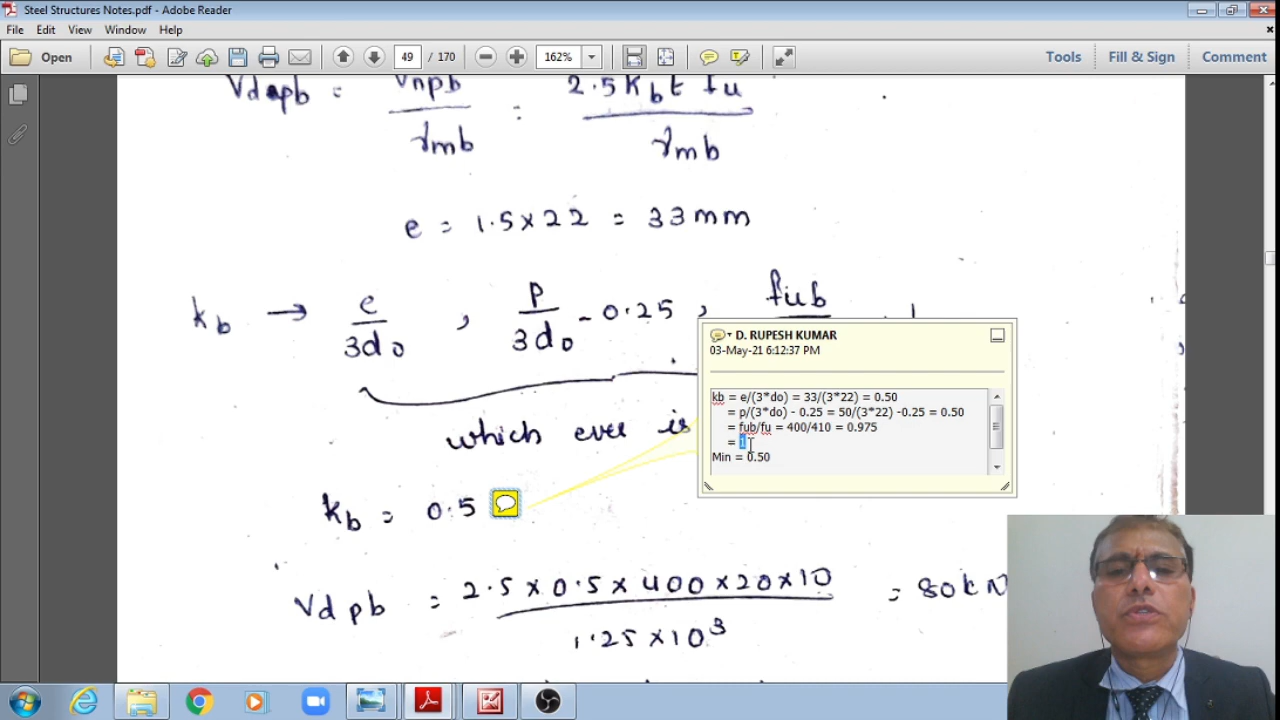 Steel Structures Notes.pdf - Adobe Reader
File Edit View Window Help
Open 49 / 170 162% Tools Fill & Sign Comment
Vdapb = Vnpb / γmb = 2.5 Kb t fu / γmb
e = 1.5 × 22 = 33 mm
kb → e / 3d0 , p / 3d0 - 0.25 , fub
which ever is
kb = 0.5
Vdpb = 2.5 × 0.5 × 400 × 20 × 10 / 1.25 × 10³ = 80 kN
D. RUPESH KUMAR
03-May-21 6:12:37 PM
kb = e/(3*do) = 33/(3*22) = 0.50
= p/(3*do) - 0.25 = 50/(3*22) -0.25 = 0.50
= fub/fu = 400/410 = 0.975
= 1
Min = 0.50